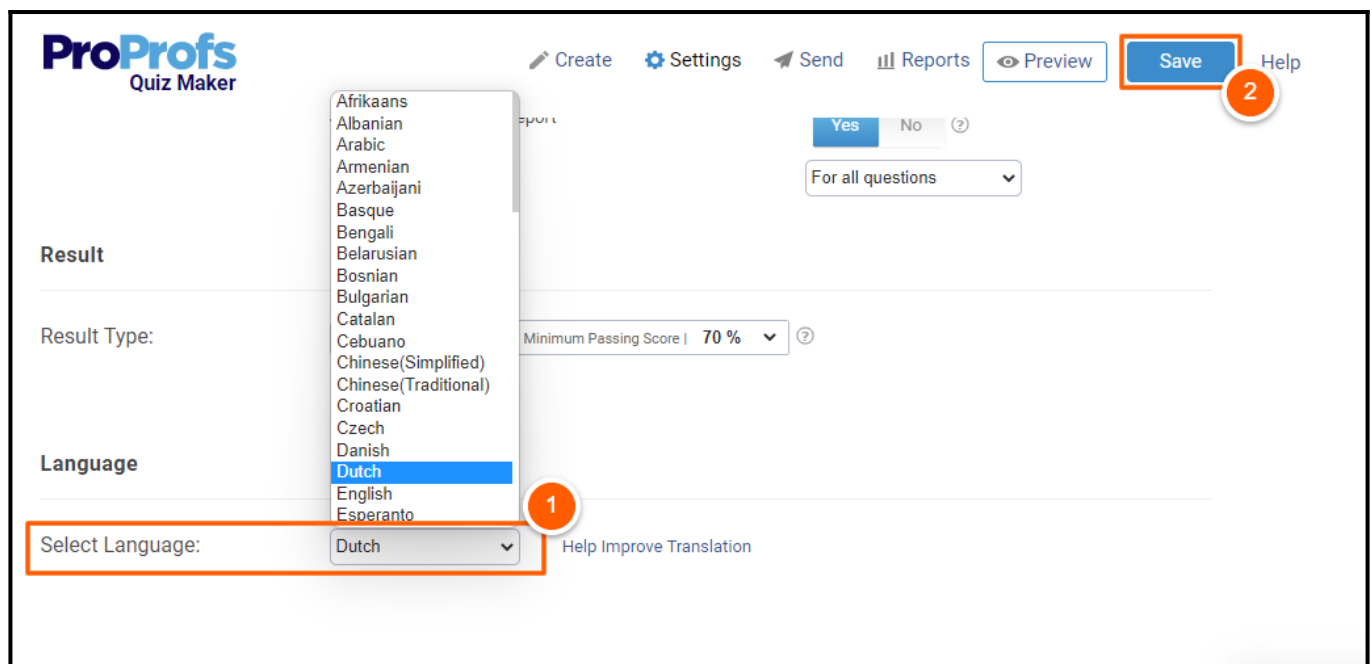 ProProfs
Quiz Maker
Create Settings Send Reports Preview Save Help
2
Afrikaans
Albanian
Arabic
Armenian
Azerbaijani
Basque
Bengali
Belarusian
Bosnian
Bulgarian
Catalan
Cebuano
Chinese(Simplified)
Chinese(Traditional)
Croatian
Czech
Danish
Dutch
English
Esperanto
Yes No ?
For all questions
Result
Result Type:
Minimum Passing Score | 70 % ?
Language
1
Select Language: Dutch Help Improve Translation